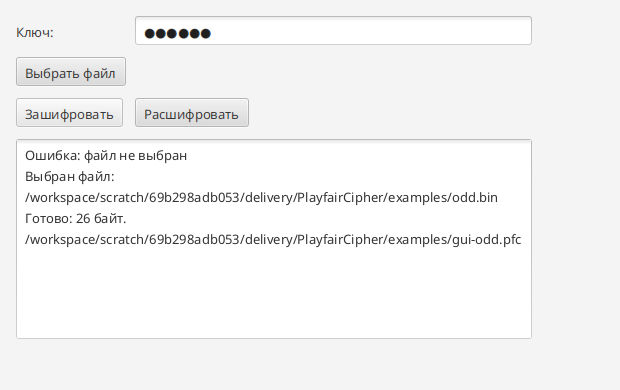 Ключ: ●●●●●●
Выбрать файл
Зашифровать Расшифровать
Ошибка: файл не выбран
Выбран файл:
/workspace/scratch/69b298adb053/delivery/PlayfairCipher/examples/odd.bin
Готово: 26 байт.
/workspace/scratch/69b298adb053/delivery/PlayfairCipher/examples/gui-odd.pfc